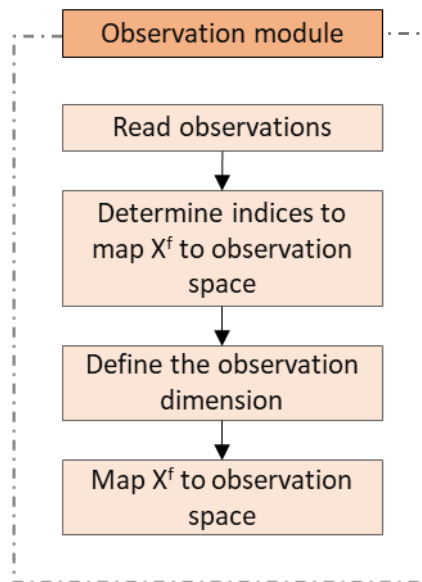 Observation module
Read observations
Determine indices to
map Xᶠ to observation
space
Define the observation
dimension
Map Xᶠ to observation
space